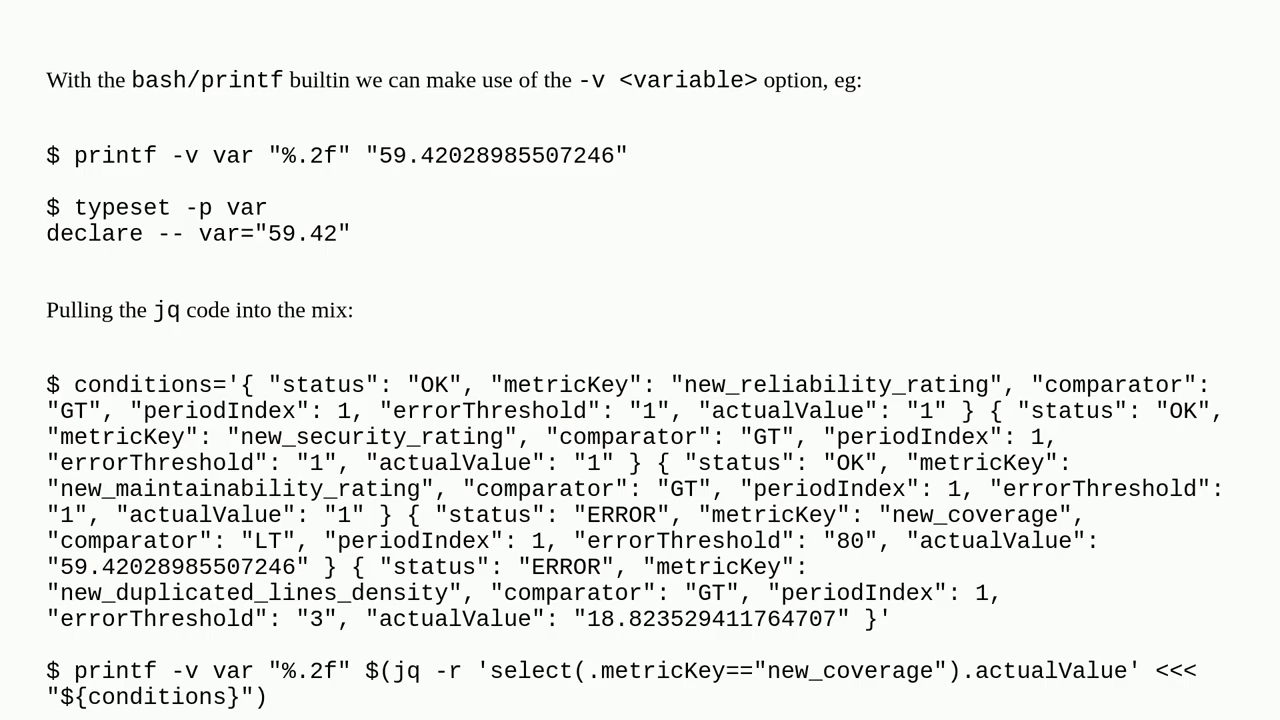 With the bash/printf builtin we can make use of the -v <variable> option, eg:
$ printf -v var "%.2f" "59.42028985507246"
$ typeset -p var
declare -- var="59.42"
Pulling the jq code into the mix:
$ conditions='{ "status": "OK", "metricKey": "new_reliability_rating", "comparator":
"GT", "periodIndex": 1, "errorThreshold": "1", "actualValue": "1" } { "status": "OK",
"metricKey": "new_security_rating", "comparator": "GT", "periodIndex": 1,
"errorThreshold": "1", "actualValue": "1" } { "status": "OK", "metricKey":
"new_maintainability_rating", "comparator": "GT", "periodIndex": 1, "errorThreshold":
"1", "actualValue": "1" } { "status": "ERROR", "metricKey": "new_coverage",
"comparator": "LT", "periodIndex": 1, "errorThreshold": "80", "actualValue":
"59.42028985507246" } { "status": "ERROR", "metricKey":
"new_duplicated_lines_density", "comparator": "GT", "periodIndex": 1,
"errorThreshold": "3", "actualValue": "18.823529411764707" }'
$ printf -v var "%.2f" $(jq -r 'select(.metricKey=="new_coverage").actualValue' <<<
"${conditions}")